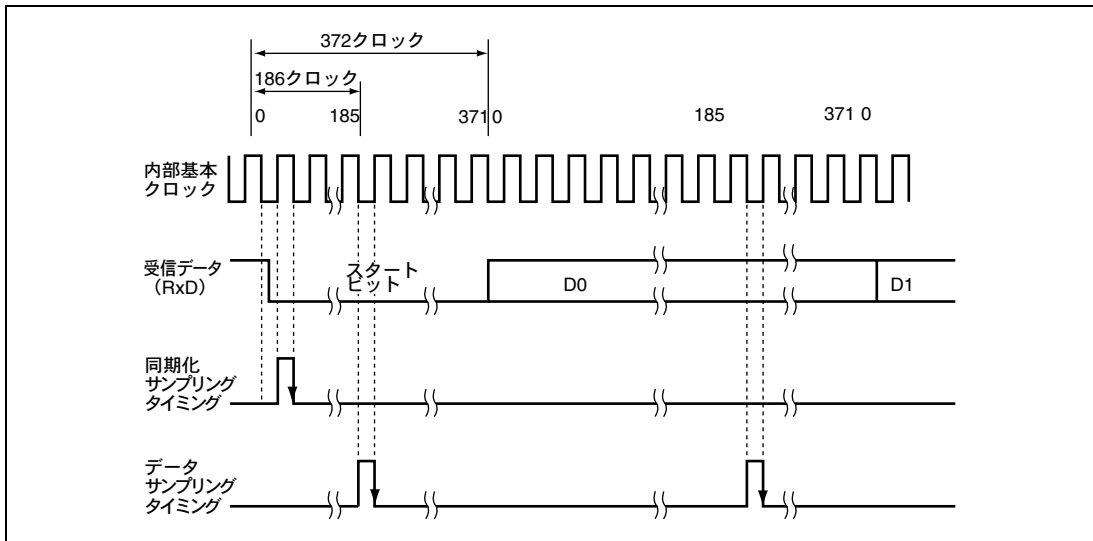 372クロック
186クロック
0 185 371 0 185 371 0
内部基本
クロック
受信データ
(RxD)
スタート
ビット
D0 D1
同期化
サンプリング
タイミング
データ
サンプリング
タイミング